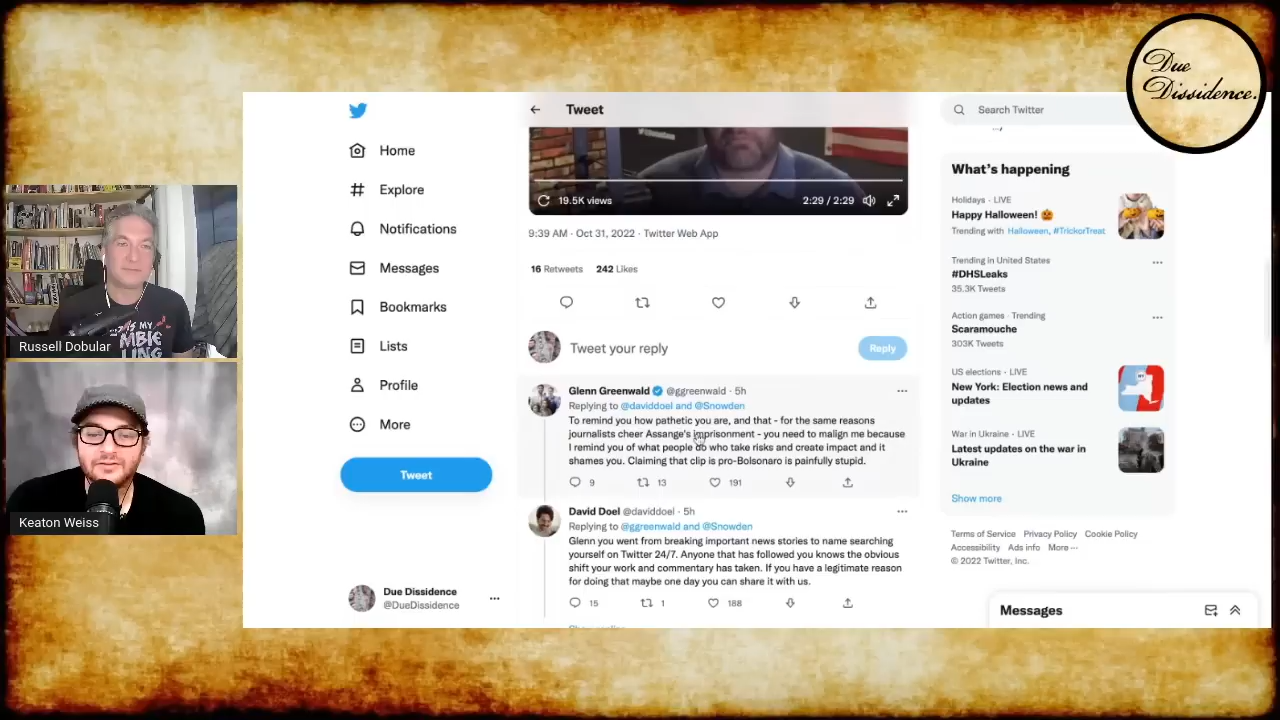 Due
Dissidence.
Tweet
Search Twitter
Home
Explore
Notifications
Messages
Bookmarks
Lists
Profile
More
Tweet
Due Dissidence
@DueDissidence
19.5K views
2:29 / 2:29
9:39 AM · Oct 31, 2022 · Twitter Web App
16 Retweets 242 Likes
Tweet your reply
Reply
Glenn Greenwald @ggreenwald · 5h
Replying to @daviddoel and @Snowden
To remind you how pathetic you are, and that - for the same reasons
journalists cheer Assange's imprisonment - you need to malign me because
I remind you of what people do who take risks and create impact and it
shames you. Claiming that clip is pro-Bolsonaro is painfully stupid.
9 13 191
David Doel @daviddoel · 5h
Replying to @ggreenwald and @Snowden
Glenn you went from breaking important news stories to name searching
yourself on Twitter 24/7. Anyone that has followed you knows the obvious
shift your work and commentary has taken. If you have a legitimate reason
for doing that maybe one day you can share it with us.
15 1 188
What's happening
Holidays · LIVE
Happy Halloween! 🎃
Trending with Halloween, #TrickorTreat
Trending in United States
#DHSLeaks
35.3K Tweets
Action games · Trending
Scaramouche
303K Tweets
US elections · LIVE
New York: Election news and
updates
War in Ukraine · LIVE
Latest updates on the war in
Ukraine
Show more
Terms of Service Privacy Policy Cookie Policy
Accessibility Ads info More ···
© 2022 Twitter, Inc.
Messages
Russell Dobular
Keaton Weiss